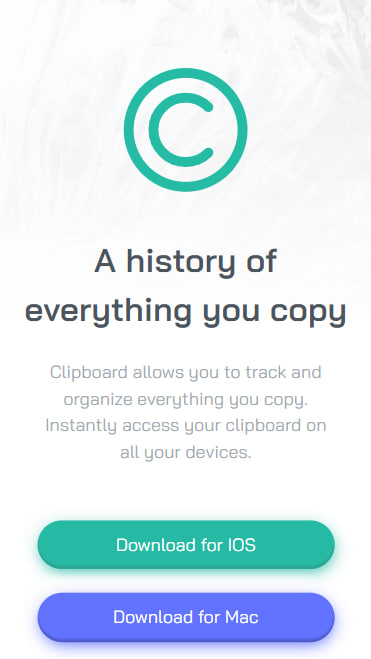 A history of
everything you copy
Clipboard allows you to track and
organize everything you copy.
Instantly access your clipboard on
all your devices.
Download for IOS
Download for Mac